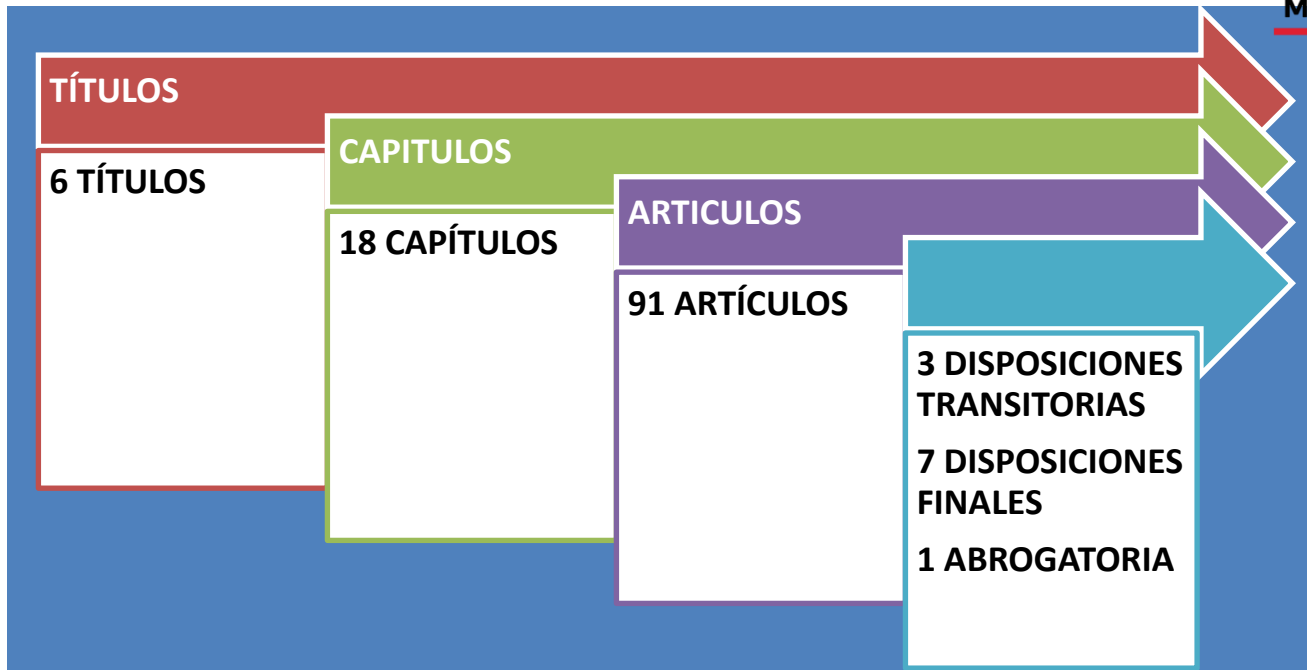 TÍTULOS
6 TÍTULOS
CAPITULOS
18 CAPÍTULOS
ARTICULOS
91 ARTÍCULOS
3 DISPOSICIONES
TRANSITORIAS
7 DISPOSICIONES
FINALES
1 ABROGATORIA